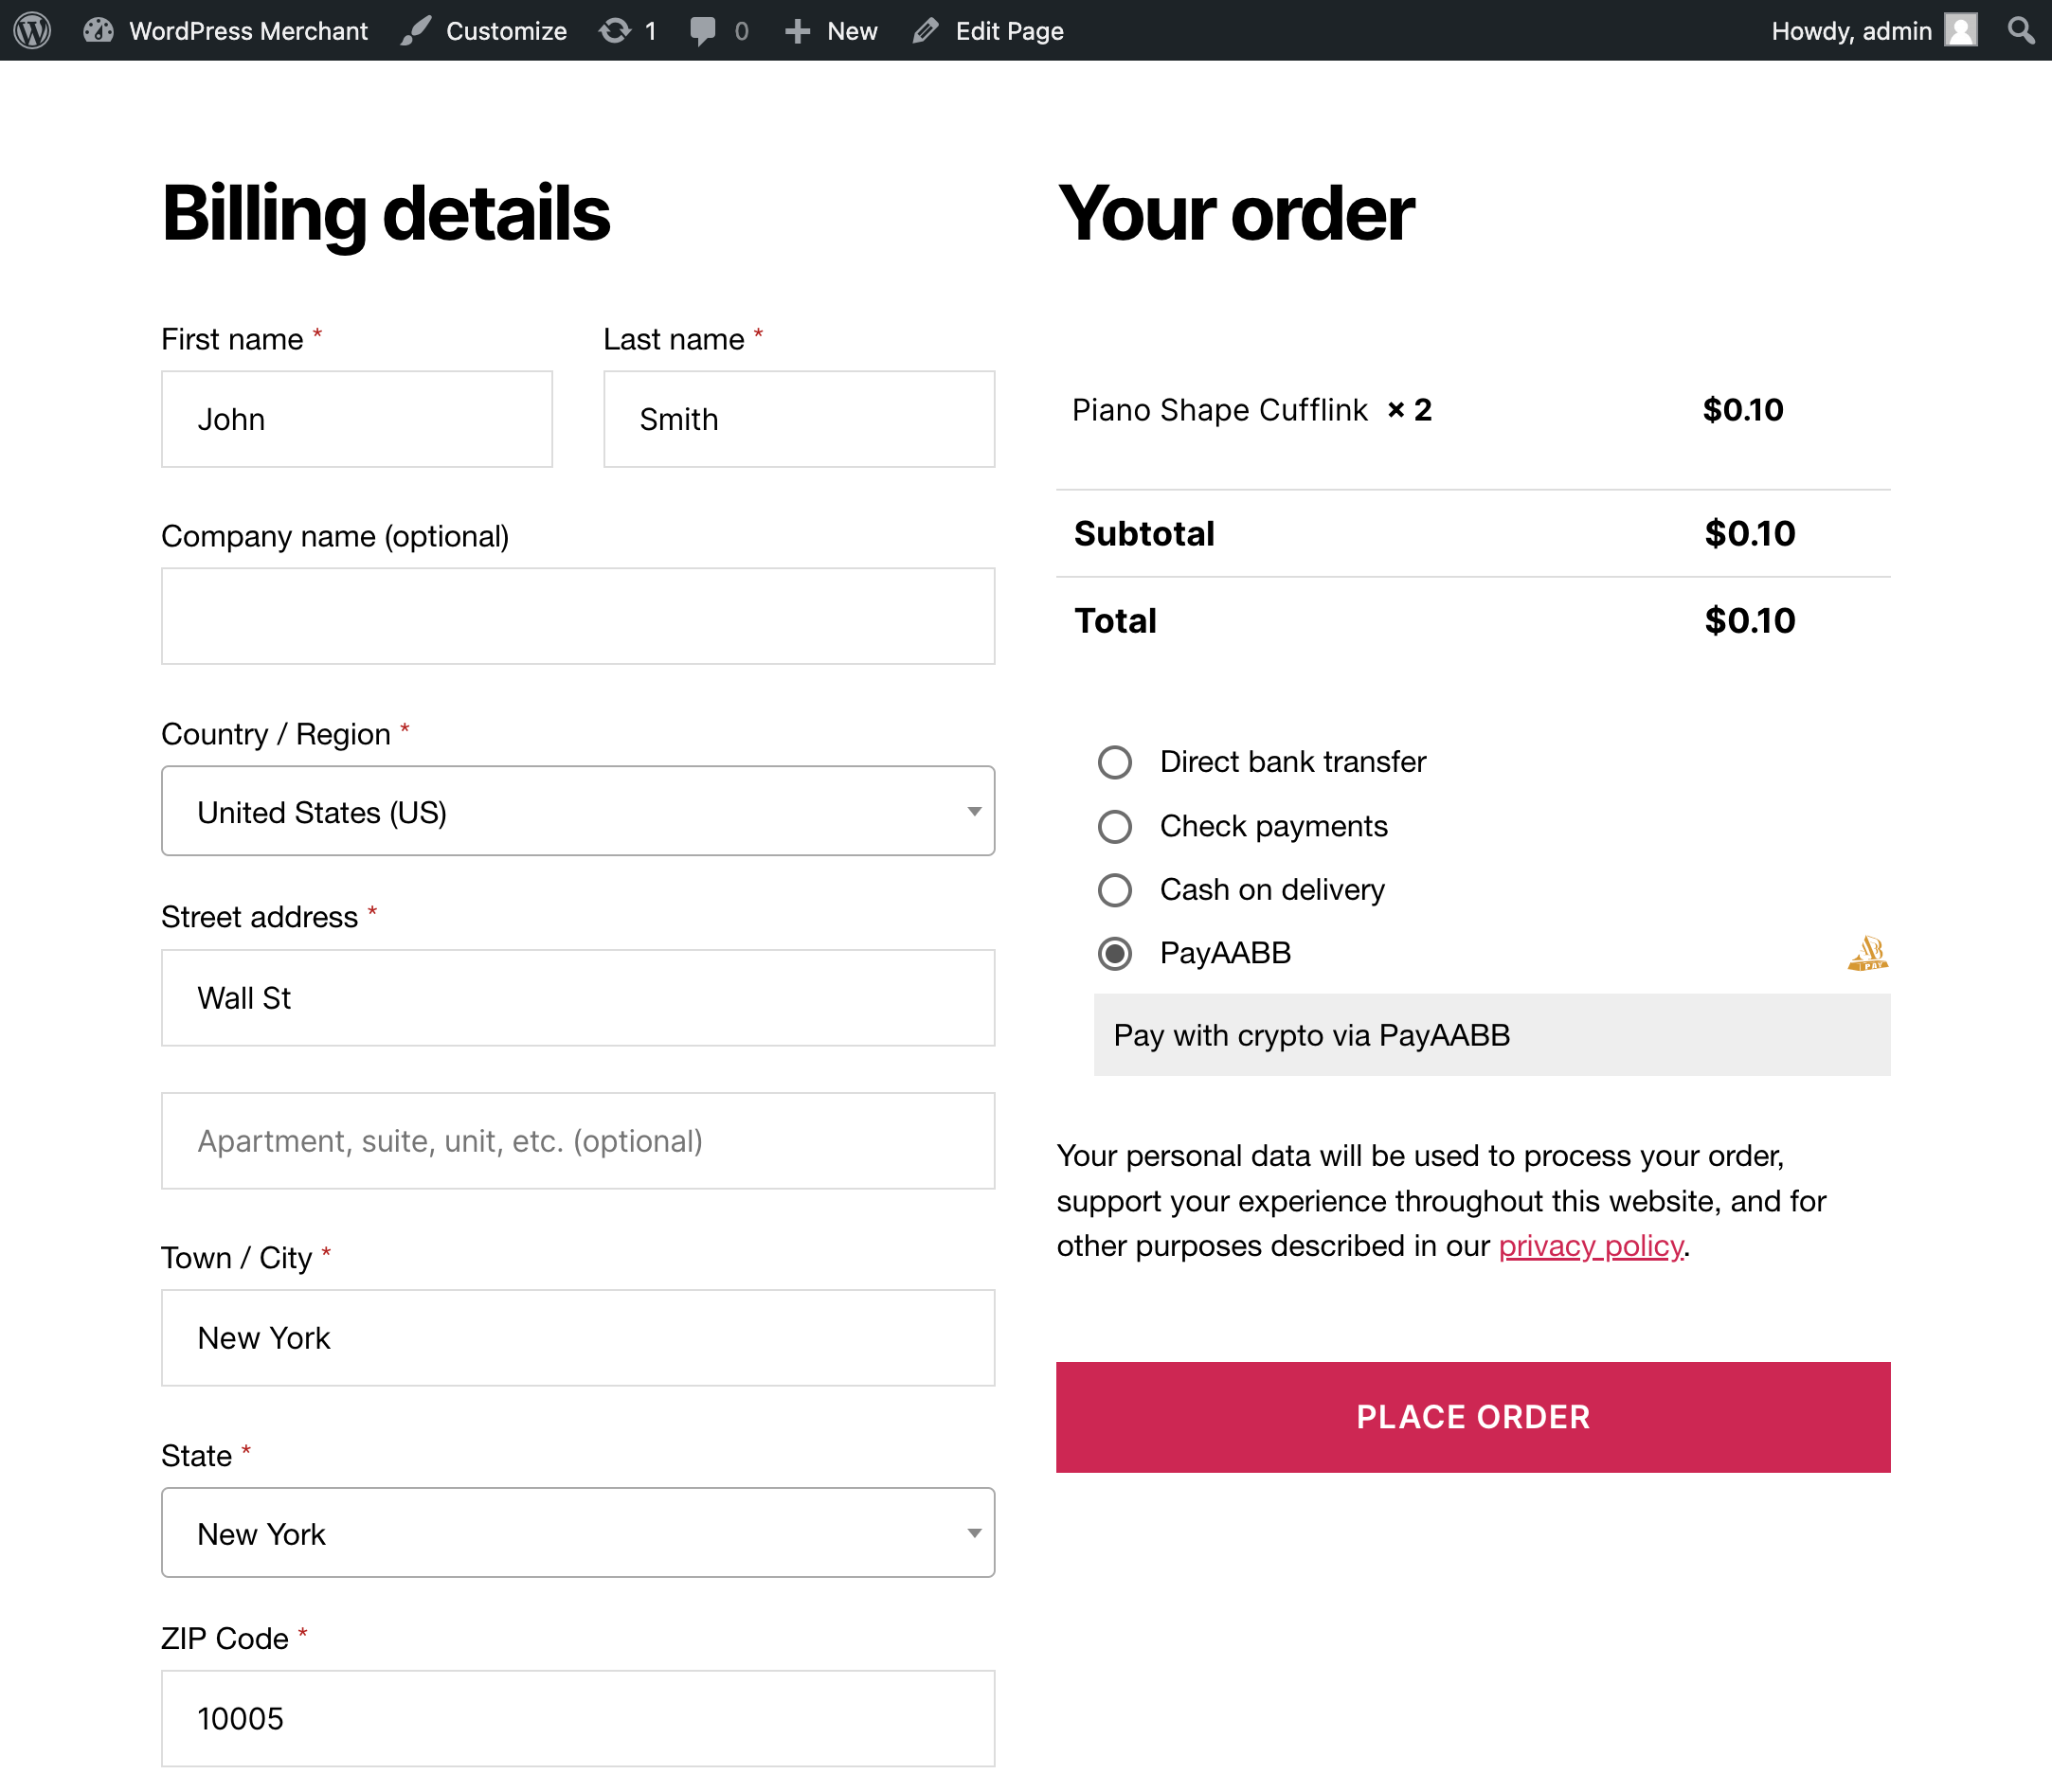 WordPress Merchant Customize 1 0 New Edit Page Howdy, admin
Billing details
First name * Last name *
John Smith
Company name (optional)
Country / Region *
United States (US)
Street address *
Wall St
Apartment, suite, unit, etc. (optional)
Town / City *
New York
State *
New York
ZIP Code *
10005
Your order
Piano Shape Cufflink × 2 $0.10
Subtotal $0.10
Total $0.10
Direct bank transfer
Check payments
Cash on delivery
PayAABB
PAY
Pay with crypto via PayAABB
Your personal data will be used to process your order,
support your experience throughout this website, and for
other purposes described in our privacy policy.
PLACE ORDER